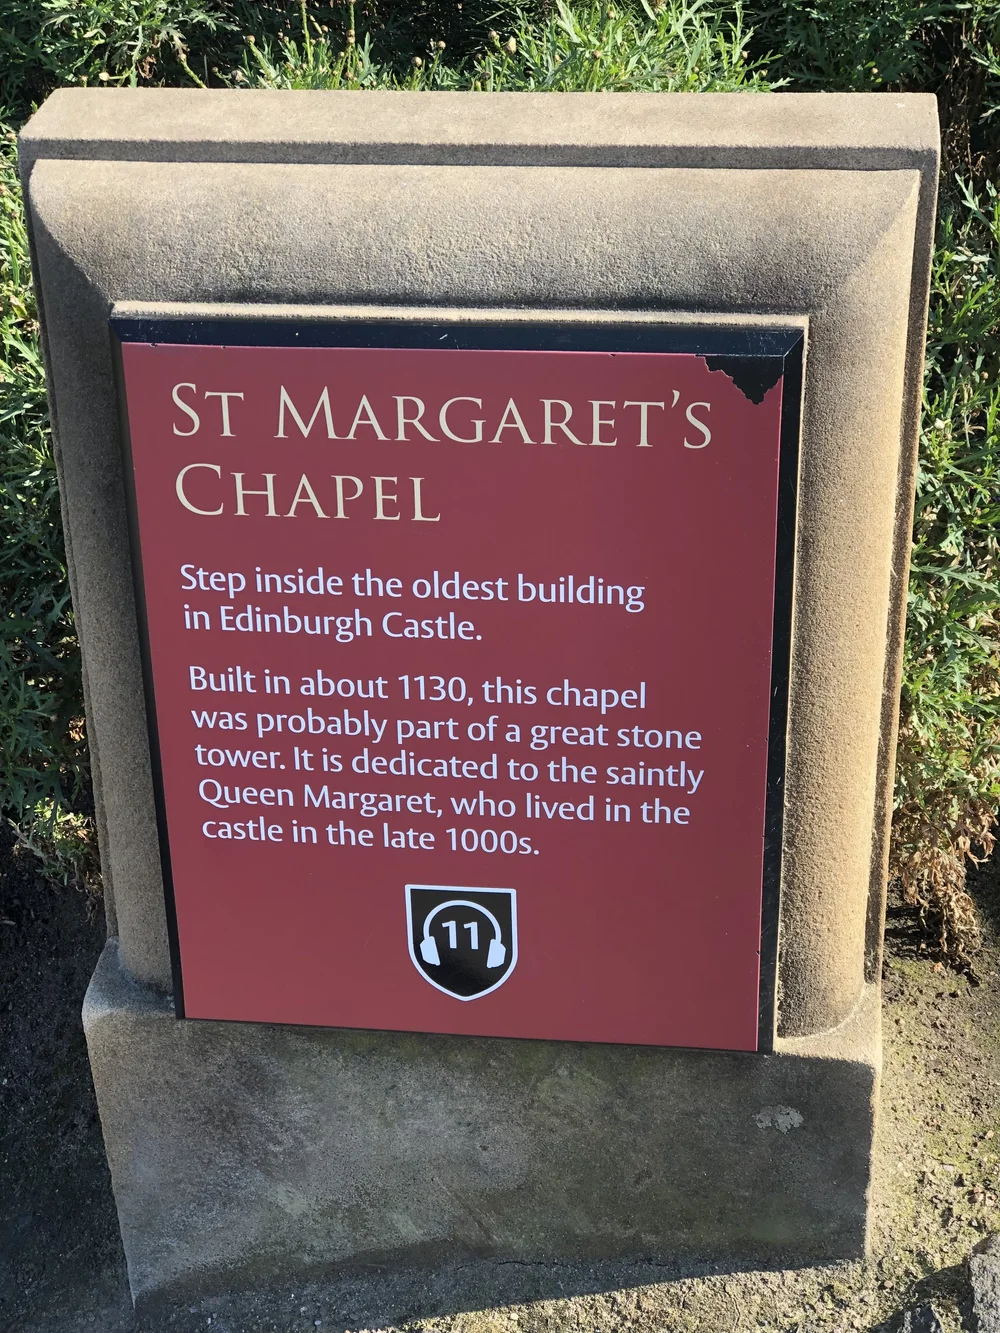 St Margaret's
Chapel
Step inside the oldest building
in Edinburgh Castle.
Built in about 1130, this chapel
was probably part of a great stone
tower. It is dedicated to the saintly
Queen Margaret, who lived in the
castle in the late 1000s.
11